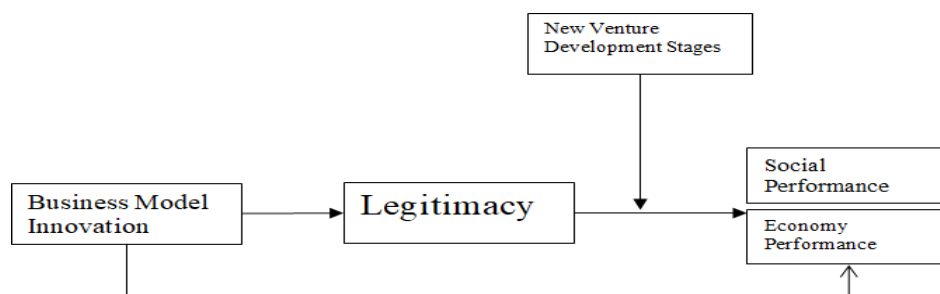 New Venture
Development Stages
Social
Performance
Business Model
Innovation
Legitimacy
Economy
Performance